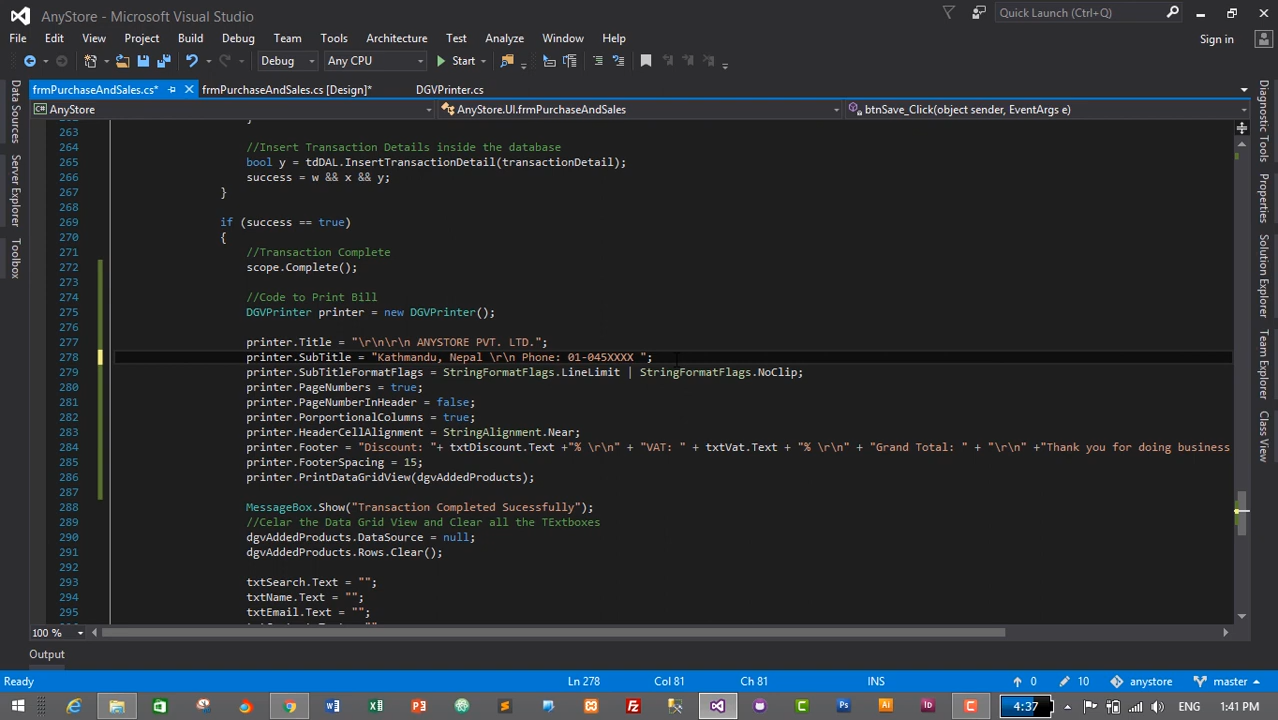 AnyStore - Microsoft Visual Studio
Quick Launch (Ctrl+Q)
File Edit View Project Build Debug Team Tools Architecture Test Analyze Window Help
Sign in
Debug Any CPU Start
frmPurchaseAndSales.cs* frmPurchaseAndSales.cs [Design]* DGVPrinter.cs
AnyStore AnyStore.UI.frmPurchaseAndSales btnSave_Click(object sender, EventArgs e)
Data Sources
Server Explorer
Toolbox
263
264 //Insert Transaction Details inside the database
265 bool y = tdDAL.InsertTransactionDetail(transactionDetail);
266 success = w && x && y;
267 }
268
269 if (success == true)
270 {
271 //Transaction Complete
272 scope.Complete();
273
274 //Code to Print Bill
275 DGVPrinter printer = new DGVPrinter();
276
277 printer.Title = "\r\n\r\n ANYSTORE PVT. LTD.";
278 printer.SubTitle = "Kathmandu, Nepal \r\n Phone: 01-045XXXX ";
279 printer.SubTitleFormatFlags = StringFormatFlags.LineLimit | StringFormatFlags.NoClip;
280 printer.PageNumbers = true;
281 printer.PageNumberInHeader = false;
282 printer.PorportionalColumns = true;
283 printer.HeaderCellAlignment = StringAlignment.Near;
284 printer.Footer = "Discount: "+ txtDiscount.Text +"% \r\n" + "VAT: " + txtVat.Text + "% \r\n" + "Grand Total: " + "\r\n" +"Thank you for doing business
285 printer.FooterSpacing = 15;
286 printer.PrintDataGridView(dgvAddedProducts);
287
288 MessageBox.Show("Transaction Completed Sucessfully");
289 //Celar the Data Grid View and Clear all the TExtboxes
290 dgvAddedProducts.DataSource = null;
291 dgvAddedProducts.Rows.Clear();
292
293 txtSearch.Text = "";
294 txtName.Text = "";
295 txtEmail.Text = "";
Diagnostic Tools
Properties
Solution Explorer
Team Explorer
Class View
100 %
Output
Ready Ln 278 Col 81 Ch 81 INS 0 10 anystore master
4:37 ENG 1:41 PM